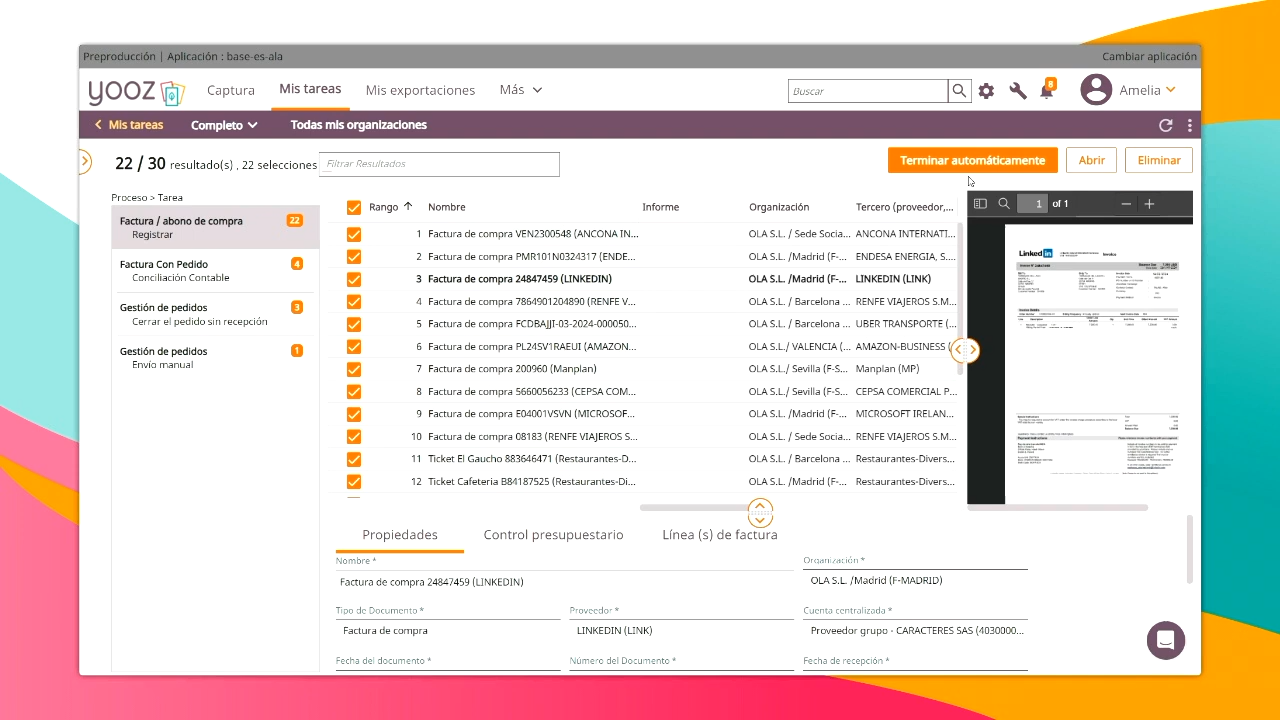 Preproducción | Aplicación : base-es-ala
Cambiar aplicación
yooz
Captura
Mis tareas
Mis exportaciones
Más
Buscar
8
Amelia
Mis tareas
Completo
Todas mis organizaciones
22 / 30 resultado(s) , 22 selecciones
Filtrar Resultados
Terminar automáticamente
Abrir
Eliminar
Proceso > Tarea
Factura / abono de compra 22
Registrar
Factura Con Pedido 4
Conciliación Contable
Gestión de pedidos 3
Cerrar el pedido sin recepción
Gestión de pedidos 1
Envío manual
Rango Nombre Informe Organización Tercero (proveedor,...
1 Factura de compra VEN2300548 (ANCONA IN... OLA S.L. / Sede Socia... ANCONA INTERNATI...
2 Factura de compra PMR101N0324317 (ENDE... OLA S.L. /Madrid (F-... ENDESA ENERGIA, S....
3 Factura de compra 24847459 (LINKEDIN) OLA S.L. /Madrid (F-... LINKEDIN (LINK)
4 Factura de compra 7864901204890 (RENFE V... OLA S.L. / Barcelona ... RENFE VIAJEROS S.M...
5 Factura de compra FCDBAJJI-03-2024-000050... OLA S.L. / Barcelona ... UBER TRANSPORTE (...
6 Factura de compra PL24SV1RAEUI (AMAZON... OLA S.L./ VALENCIA (... AMAZON-BUSINESS (
7 Factura de compra 200960 (Manplan) OLA S.L./ Sevilla (F-S... Manplan (MP)
8 Factura de compra 5660056233 (CEPSA COM... OLA S.L./ Sevilla (F-S... CEPSA COMERCIAL P...
9 Factura de compra E04001VSVN (MICROSOF... OLA S.L. /Madrid (F-... MICROSOFT IRELAN...
10 Factura de compra 08183 (RENFE VIAJEROS S... OLA S.L. / Sede Socia... RENFE VIAJEROS S.M...
11 Ticket Gaucho 883646471 (Restaurantes-D... OLA S.L. / Barcelona ... Restaurantes-Divers...
12 Ticket Cafeteria B84187525 (Restaurantes-Di... OLA S.L. /Madrid (F-... Restaurantes-Divers...
1 of 1
Linked in
Invoice
Propiedades
Control presupuestario
Línea (s) de factura
Nombre *
Factura de compra 24847459 (LINKEDIN)
Organización *
OLA S.L. /Madrid (F-MADRID)
Tipo de Documento *
Factura de compra
Proveedor *
LINKEDIN (LINK)
Cuenta centralizada *
Proveedor grupo - CARACTERES SAS (4030000...
Fecha del documento *
Número del Documento *
Fecha de recepción *